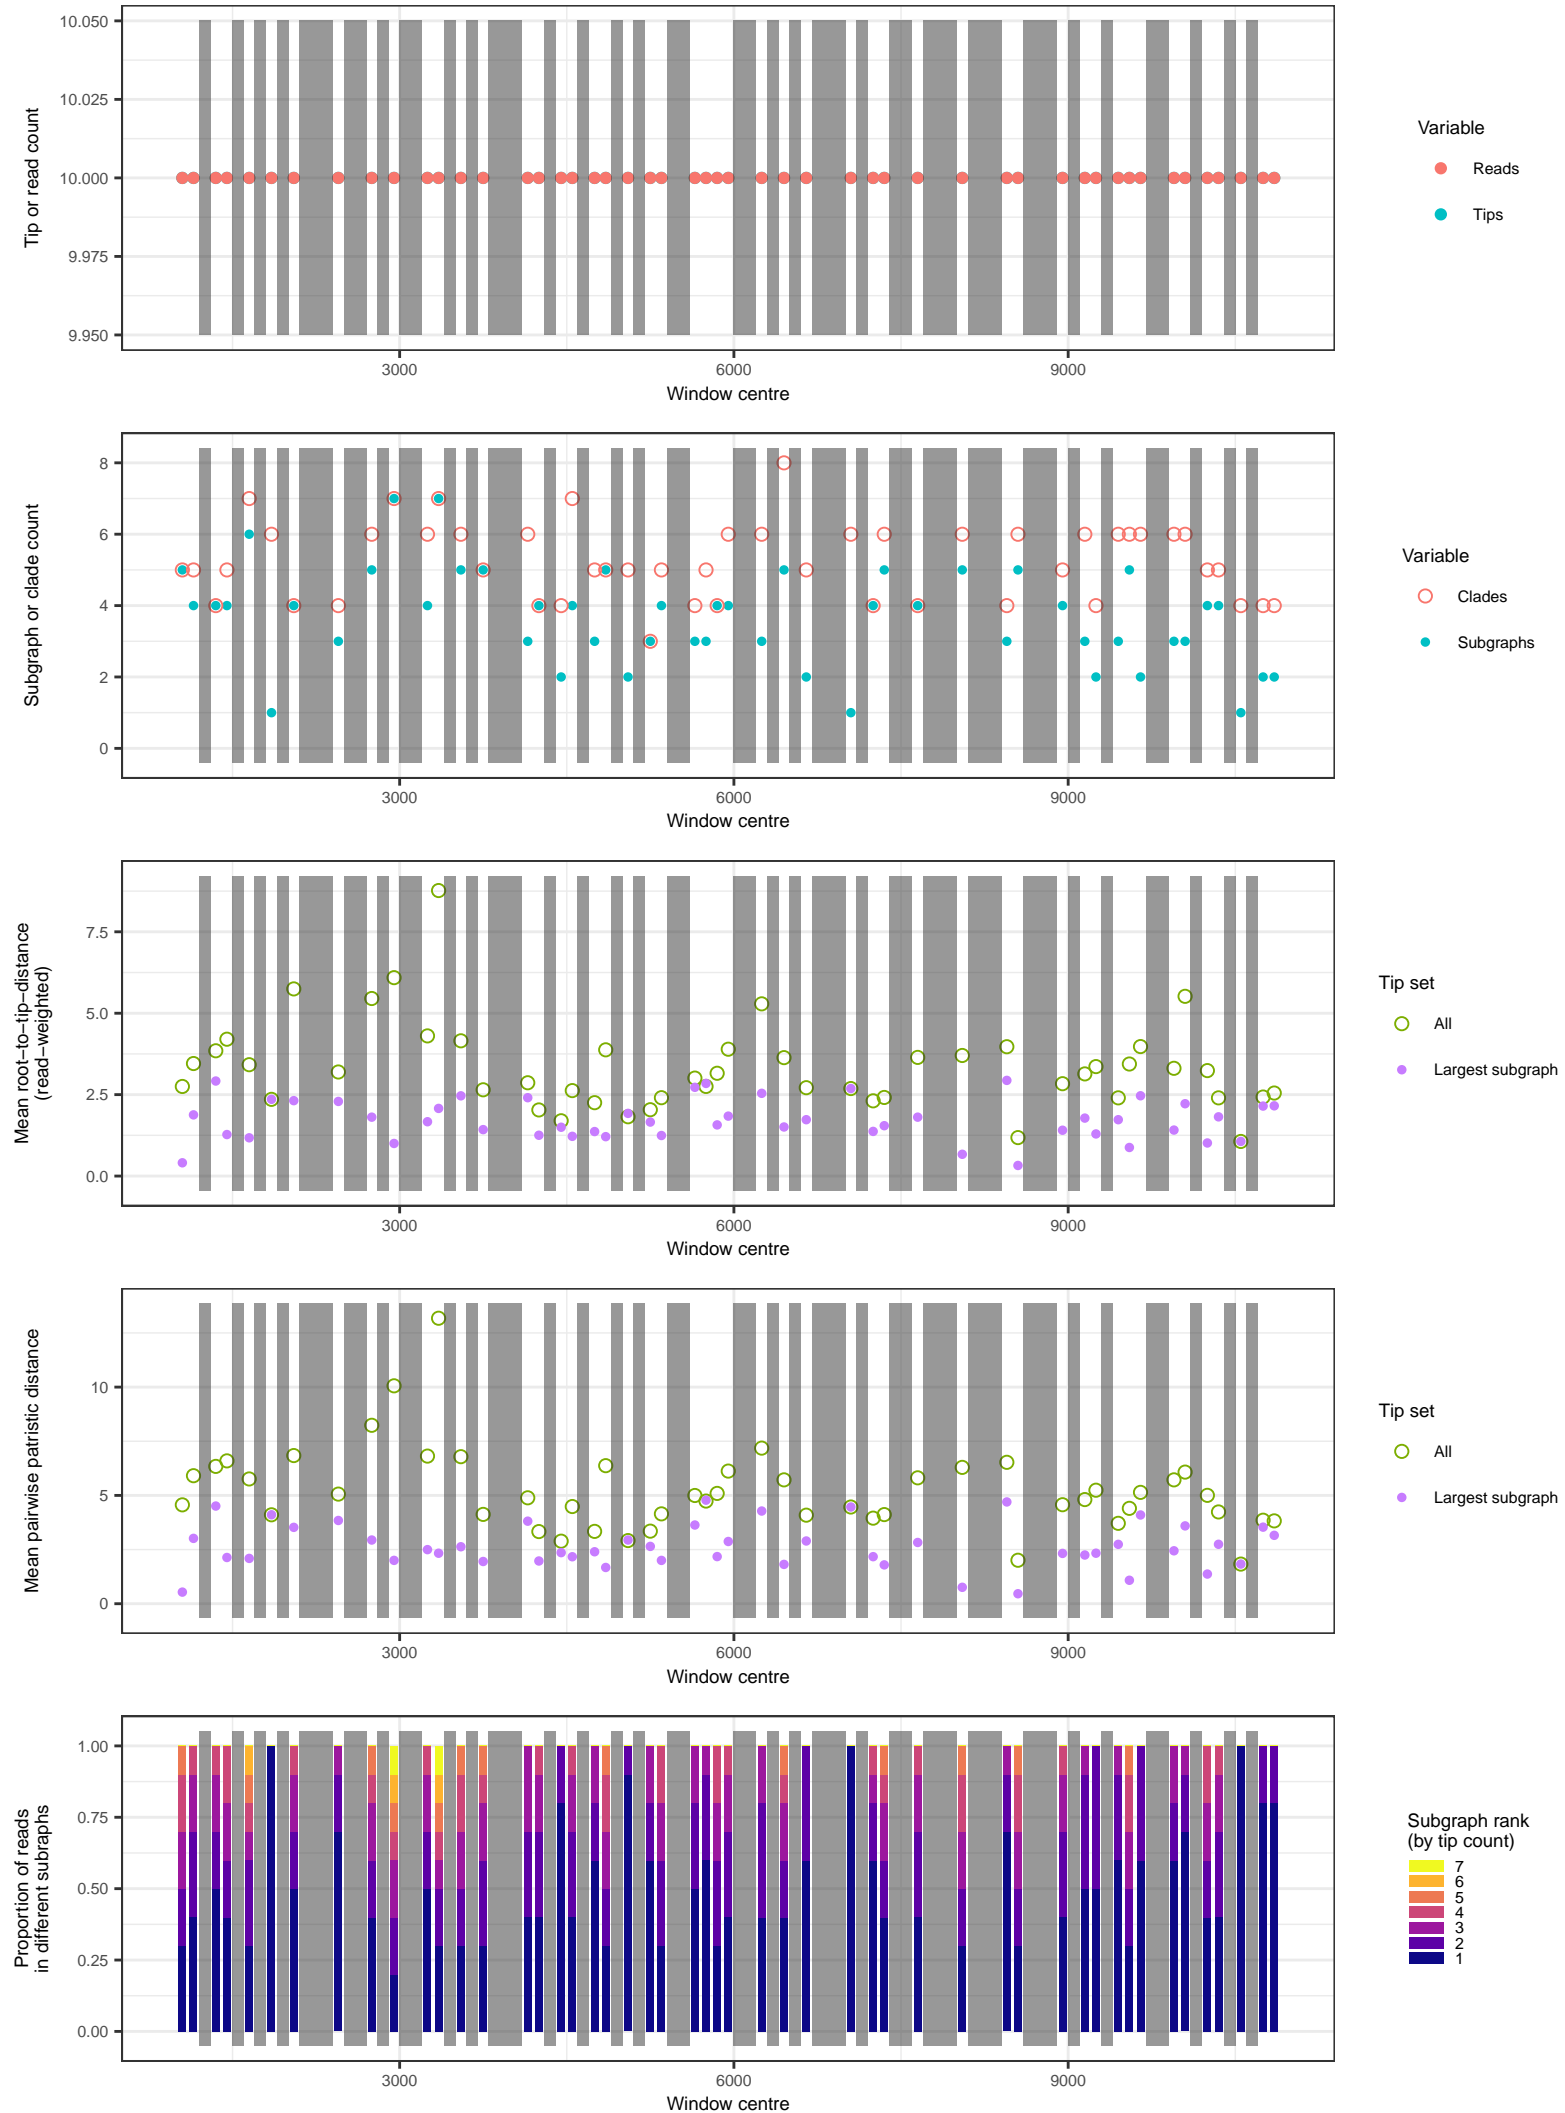 10.050
10.025
10.000
9.975
9.950
Tip or read count
3000
6000
9000
Window centre
Variable
Reads
Tips
8
6
4
2
0
Subgraph or clade count
3000
6000
9000
Window centre
Variable
Clades
Subgraphs
7.5
5.0
2.5
0.0
Mean root−to−tip−distance
(read−weighted)
3000
6000
9000
Window centre
Tip set
All
Largest subgraph
10
5
0
Mean pairwise patristic distance
3000
6000
9000
Window centre
Tip set
All
Largest subgraph
1.00
0.75
0.50
0.25
0.00
Proportion of reads
in different subraphs
3000
6000
9000
Window centre
Subgraph rank
(by tip count)
7
6
5
4
3
2
1